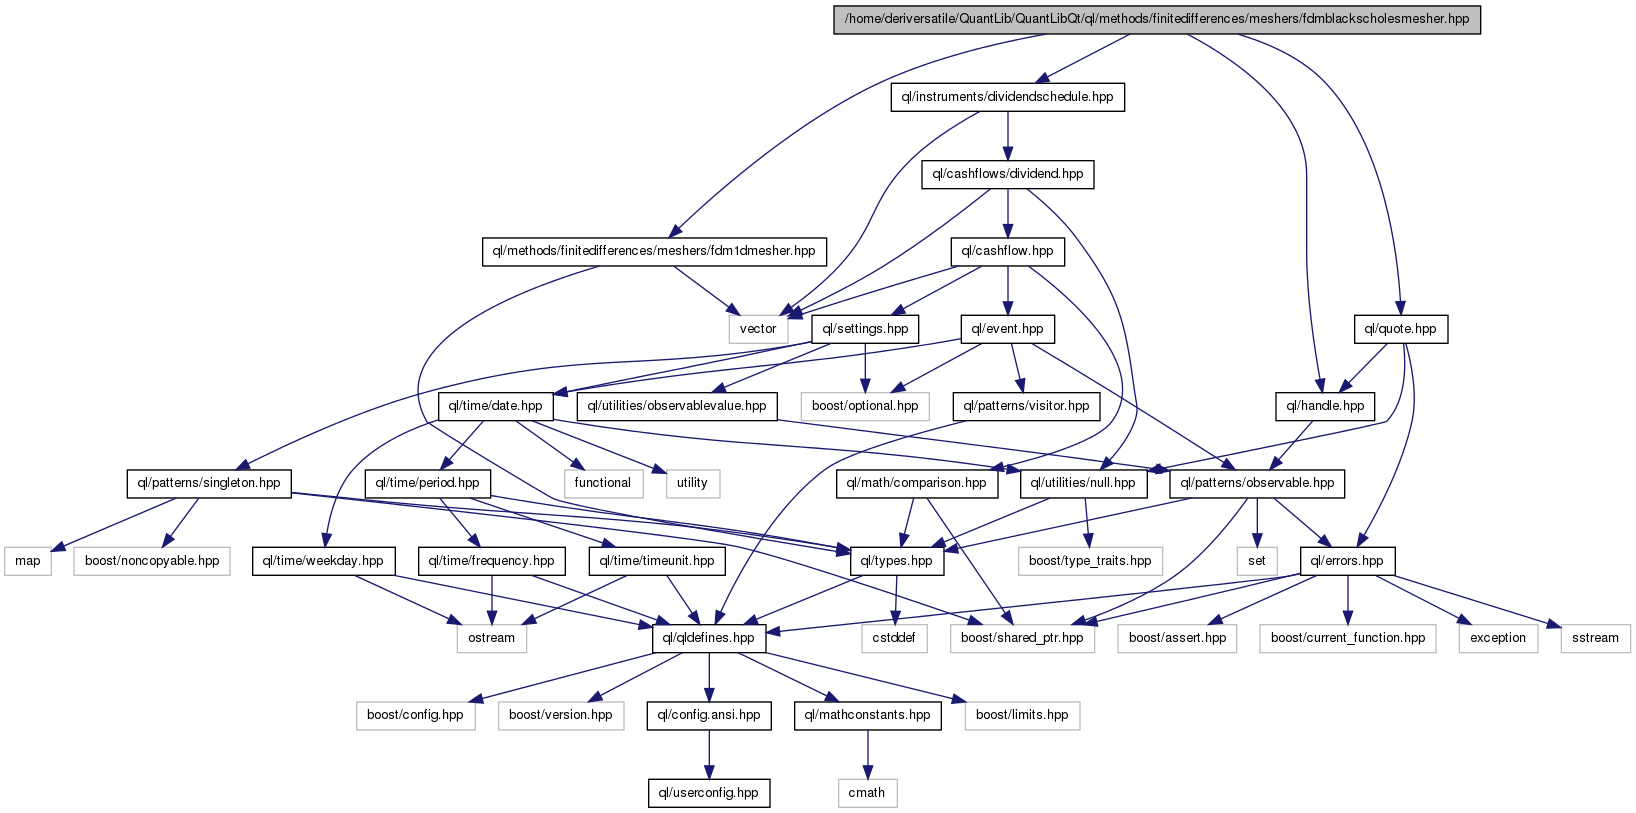 /home/deriversatile/QuantLib/QuantLibQt/ql/methods/finitedifferences/meshers/fdmblackscholesmesher.hpp
ql/instruments/dividendschedule.hpp
ql/cashflows/dividend.hpp
ql/methods/finitedifferences/meshers/fdm1dmesher.hpp
ql/cashflow.hpp
vector
ql/settings.hpp
ql/event.hpp
ql/quote.hpp
ql/time/date.hpp
ql/utilities/observablevalue.hpp
boost/optional.hpp
ql/patterns/visitor.hpp
ql/handle.hpp
ql/patterns/singleton.hpp
ql/time/period.hpp
functional
utility
ql/math/comparison.hpp
ql/utilities/null.hpp
ql/patterns/observable.hpp
map
boost/noncopyable.hpp
ql/time/weekday.hpp
ql/time/frequency.hpp
ql/time/timeunit.hpp
ql/types.hpp
boost/type_traits.hpp
set
ql/errors.hpp
ostream
ql/qldefines.hpp
cstddef
boost/shared_ptr.hpp
boost/assert.hpp
boost/current_function.hpp
exception
sstream
boost/config.hpp
boost/version.hpp
ql/config.ansi.hpp
ql/mathconstants.hpp
boost/limits.hpp
ql/userconfig.hpp
cmath